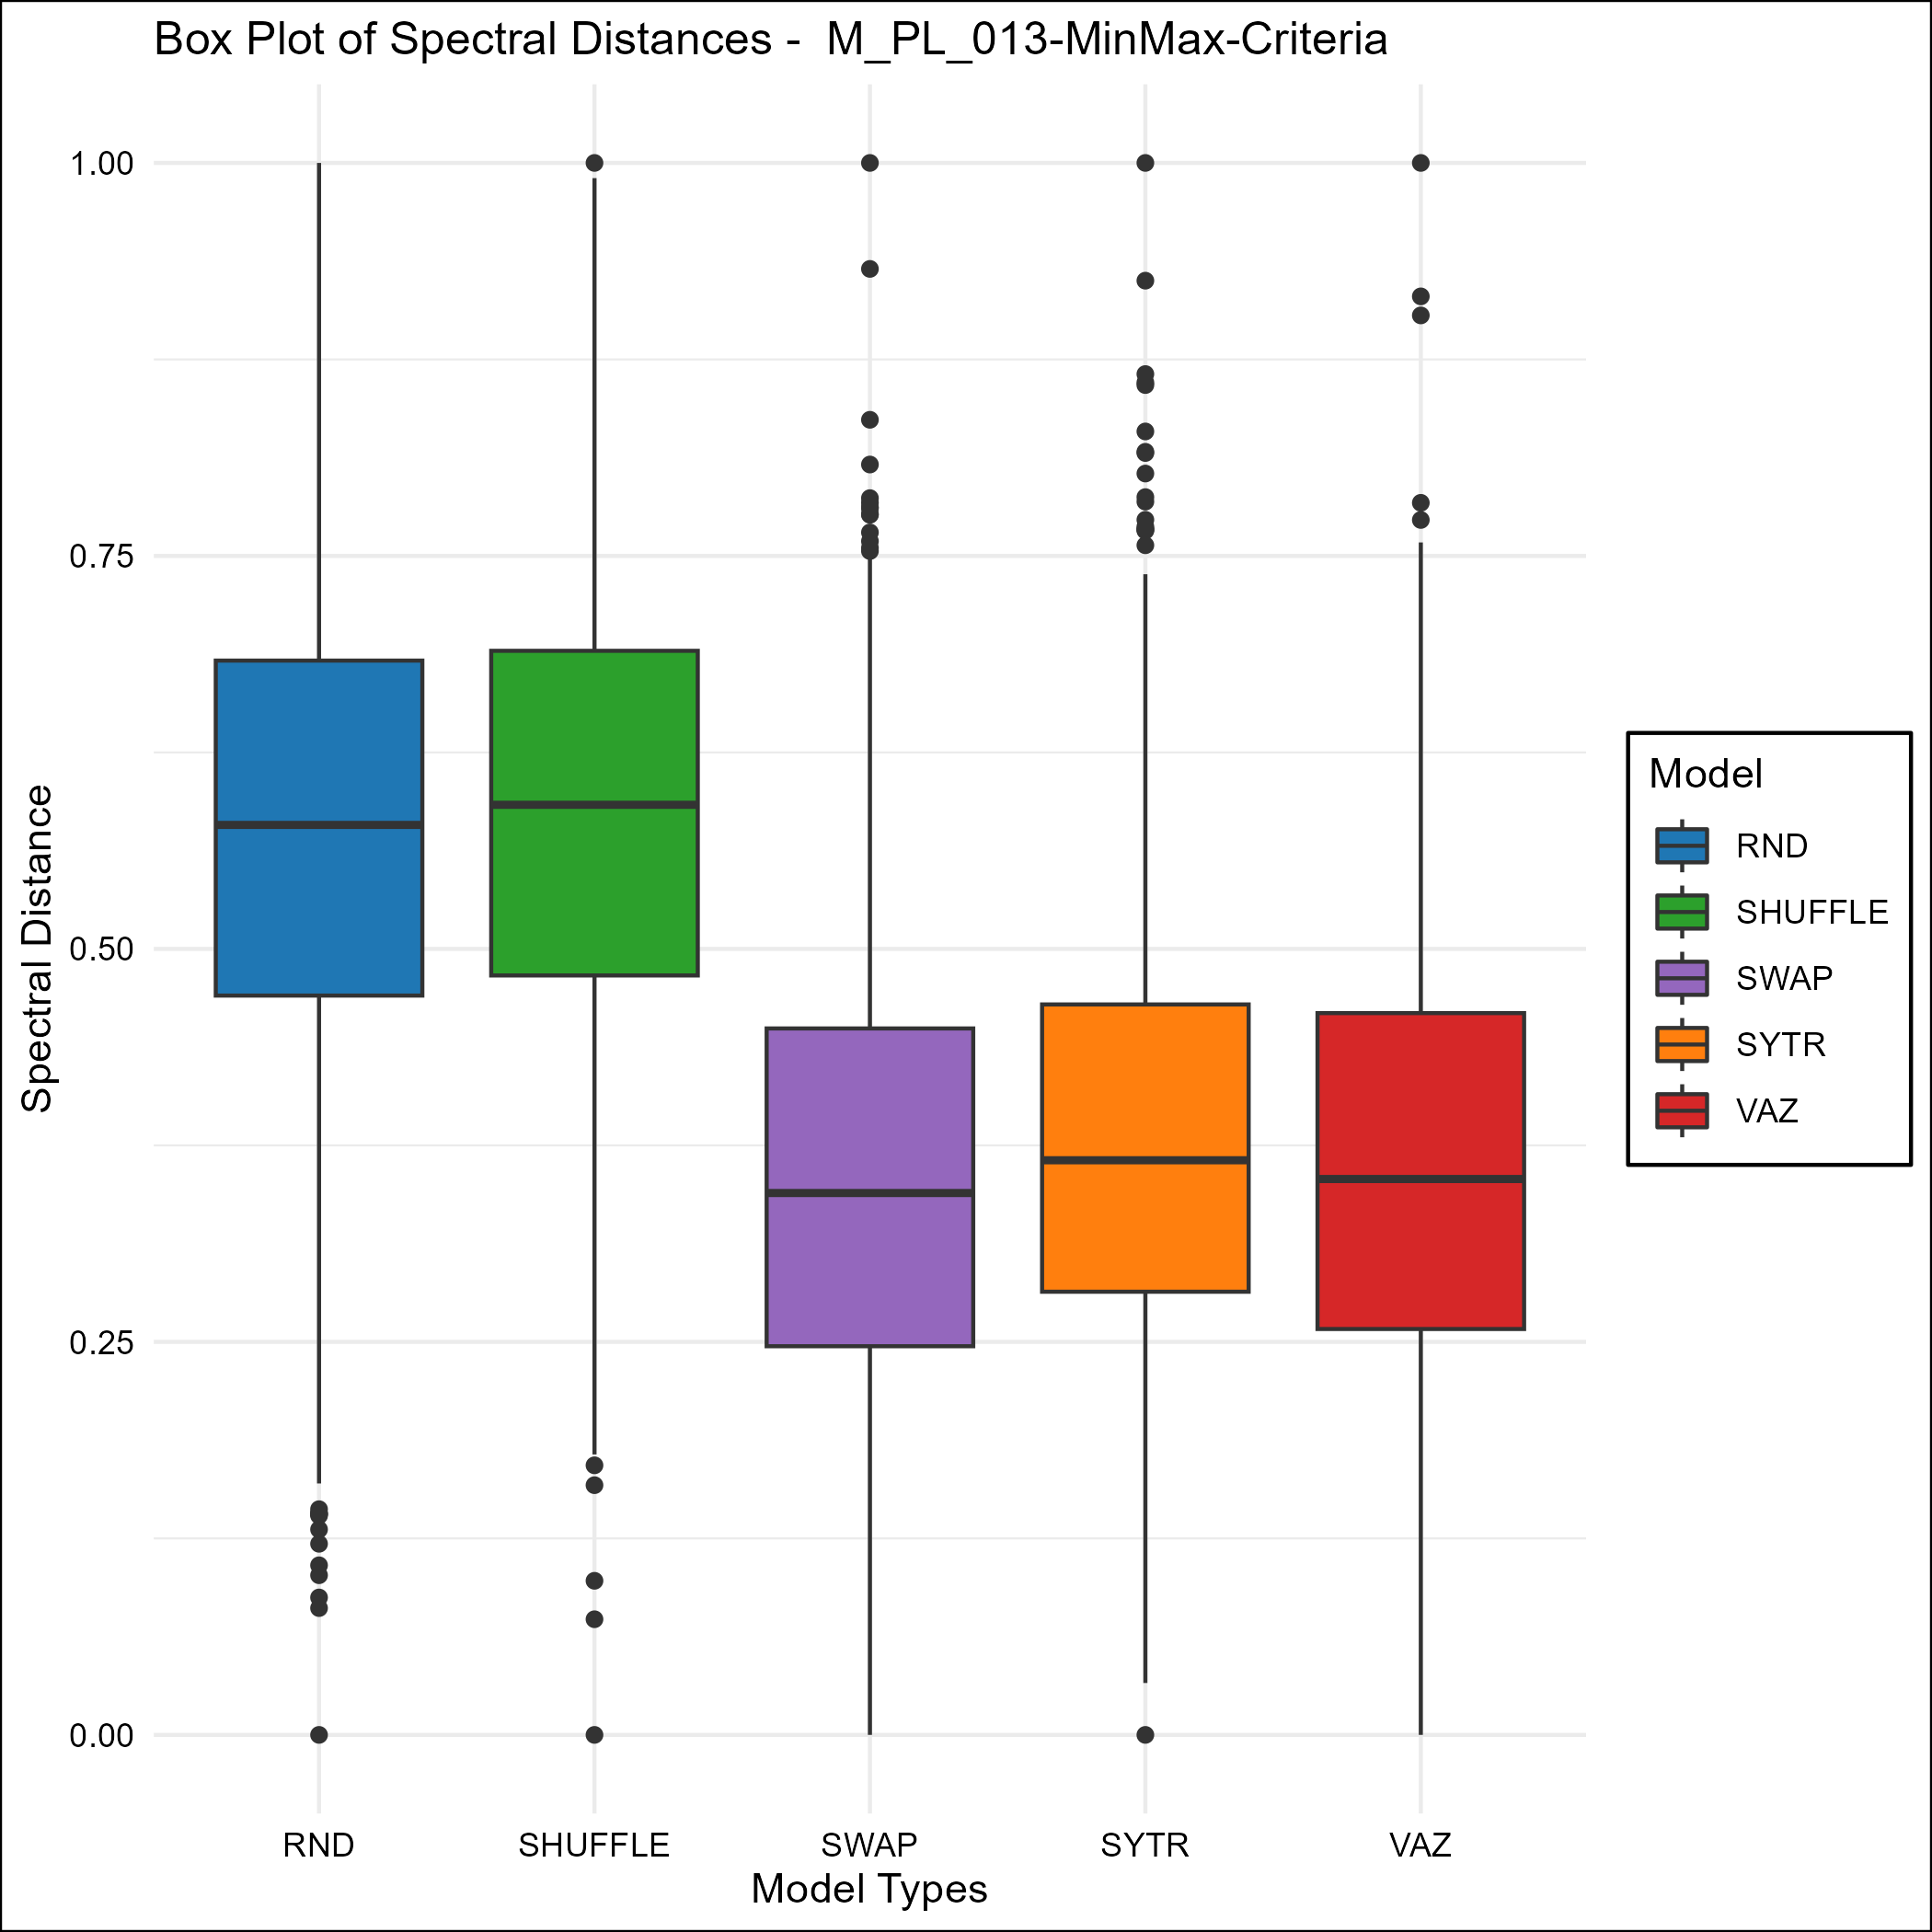 Box Plot of Spectral Distances -  M_PL_013-MinMax-Criteria
Spectral Distance
1.00
0.75
0.50
0.25
0.00
RND
SHUFFLE
SWAP
SYTR
VAZ
Model Types
Model
RND
SHUFFLE
SWAP
SYTR
VAZ